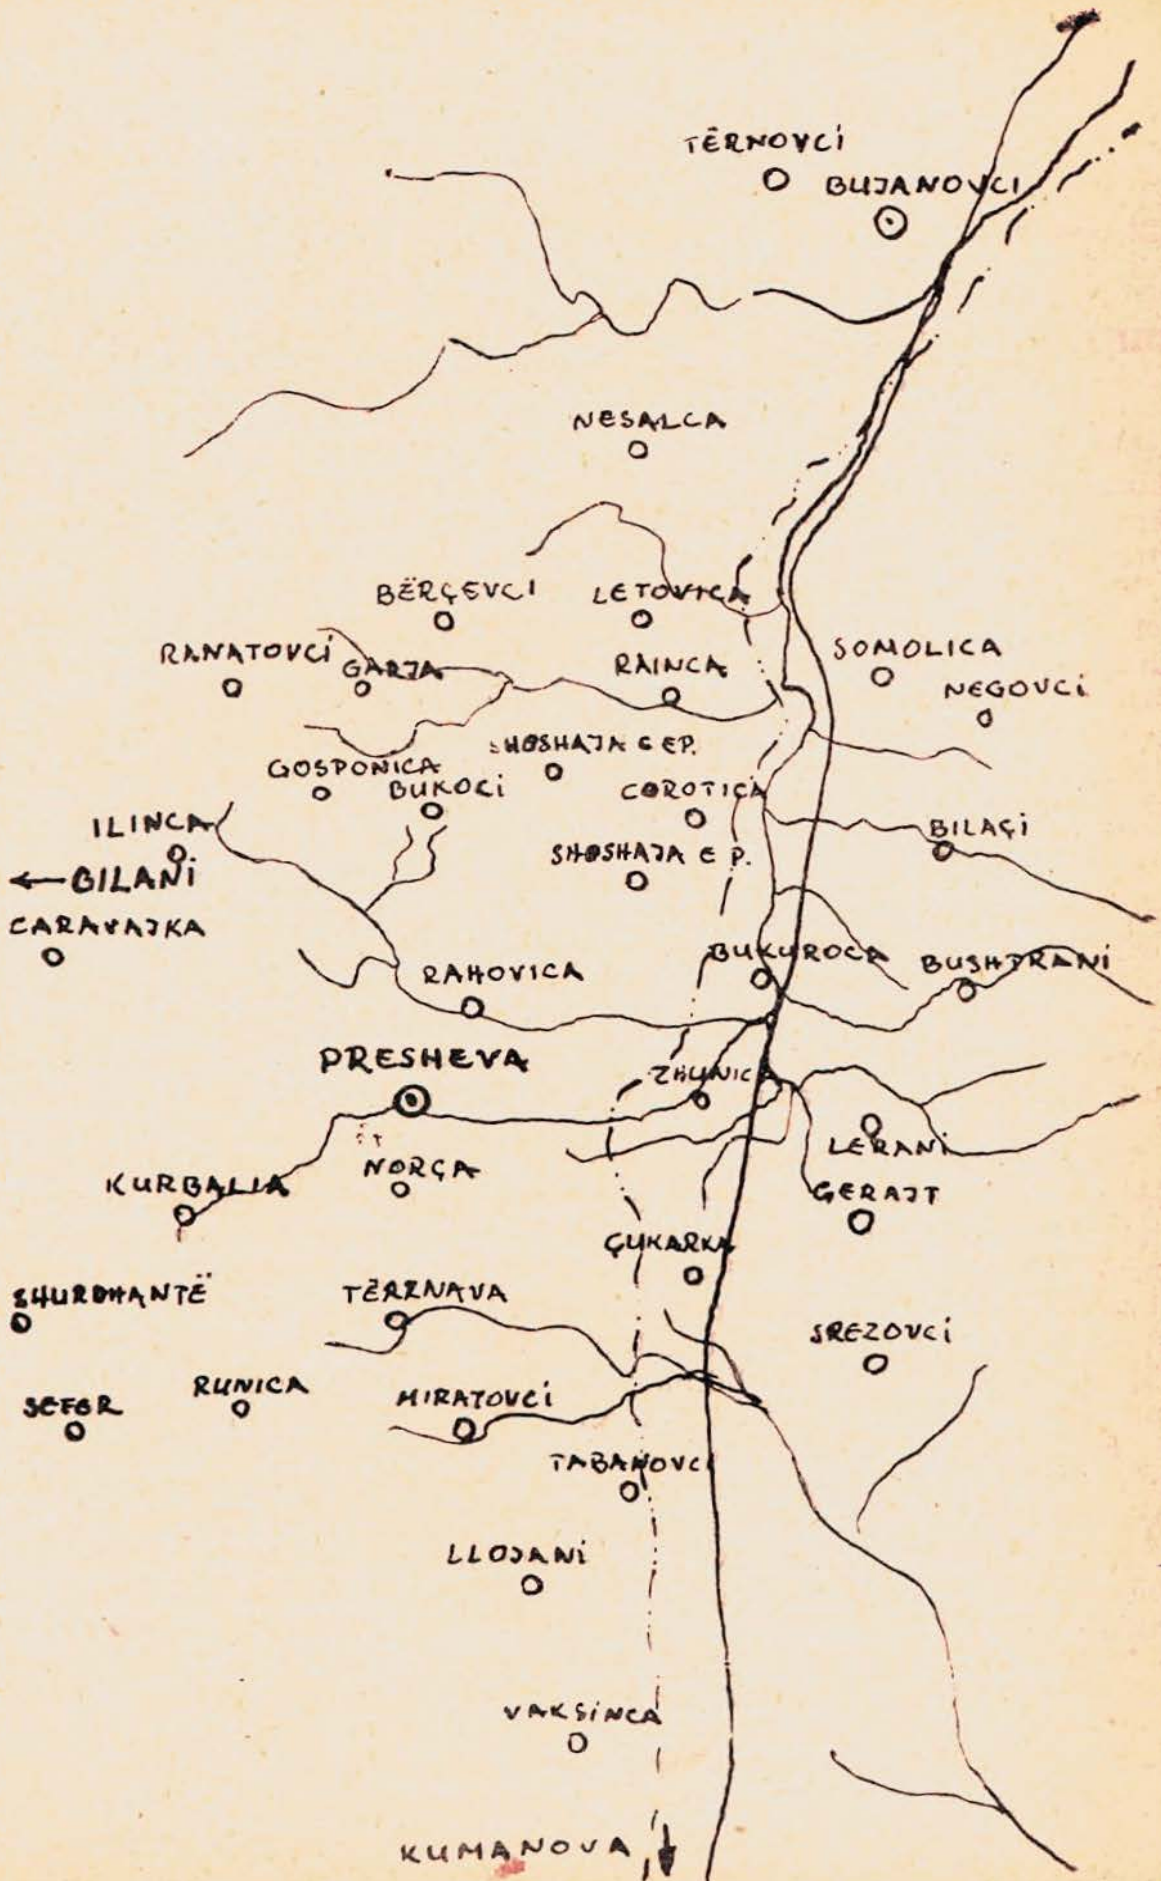 TËRNOVCI
BUJANOVCI
NESALCA
BËRÇEVCI
LETOVICA
RANATOVCI
GARJA
RAINCA
SOMOLICA
NEGOVCI
SHOSHAJA E EP.
GOSPONICA
BUKOCI
COROTICA
ILINCA
BILAÇI
SHOSHAJA E P.
← GILANI
CARAVAJKA
RAHOVICA
BUKUROCA
BUSHTRANI
PRESHEVA
ZHUNICA
LERANI
NORÇA
KURBALIA
GERAJT
ÇUKARKA
SHURDHANTË
TËRRNAVA
SREZOVCI
RUNICA
SEFER
MIRATOVCI
TABANOVCI
LLOJANI
VAKSINCA
KUMANOVA